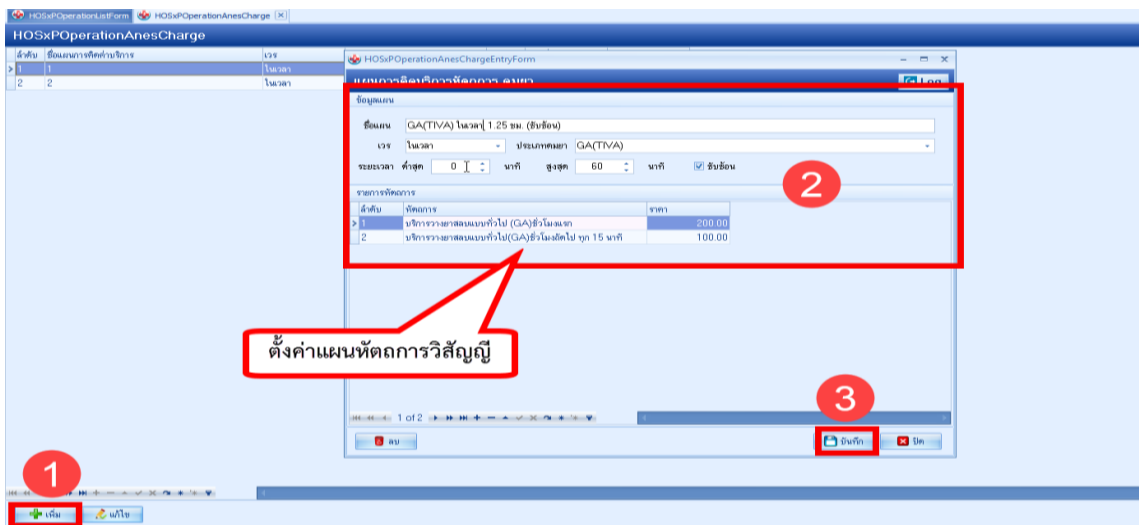 HOSxPOperationListForm HOSxPOperationAnesCharge
HOSxPOperationAnesCharge
ลำดับ ชื่อแผนการคิดค่าบริการ เวร
1 1 ในเวลา
2 2 ในเวลา
HOSxPOperationAnesChargeEntryForm
Log
ข้อมูลแผน
ชื่อแผน GA(TIVA) ในเวลา 1.25 ชม. (ซับซ้อน)
เวร ในเวลา ประเภทดมยา GA(TIVA)
ระยะเวลา ต่ำสุด 0 นาที สูงสุด 60 นาที ซับซ้อน
2
รายการหัตถการ
ลำดับ หัตถการ ราคา
1 บริการวางยาสลบแบบทั่วไป (GA)ชั่วโมงแรก 200.00
2 บริการวางยาสลบแบบทั่วไป(GA)ชั่วโมงถัดไป ทุก 15 นาที 100.00
ตั้งค่าแผนหัตถการวิสัญญี
3
1 of 2
ลบ บันทึก ปิด
1
เพิ่ม แก้ไข